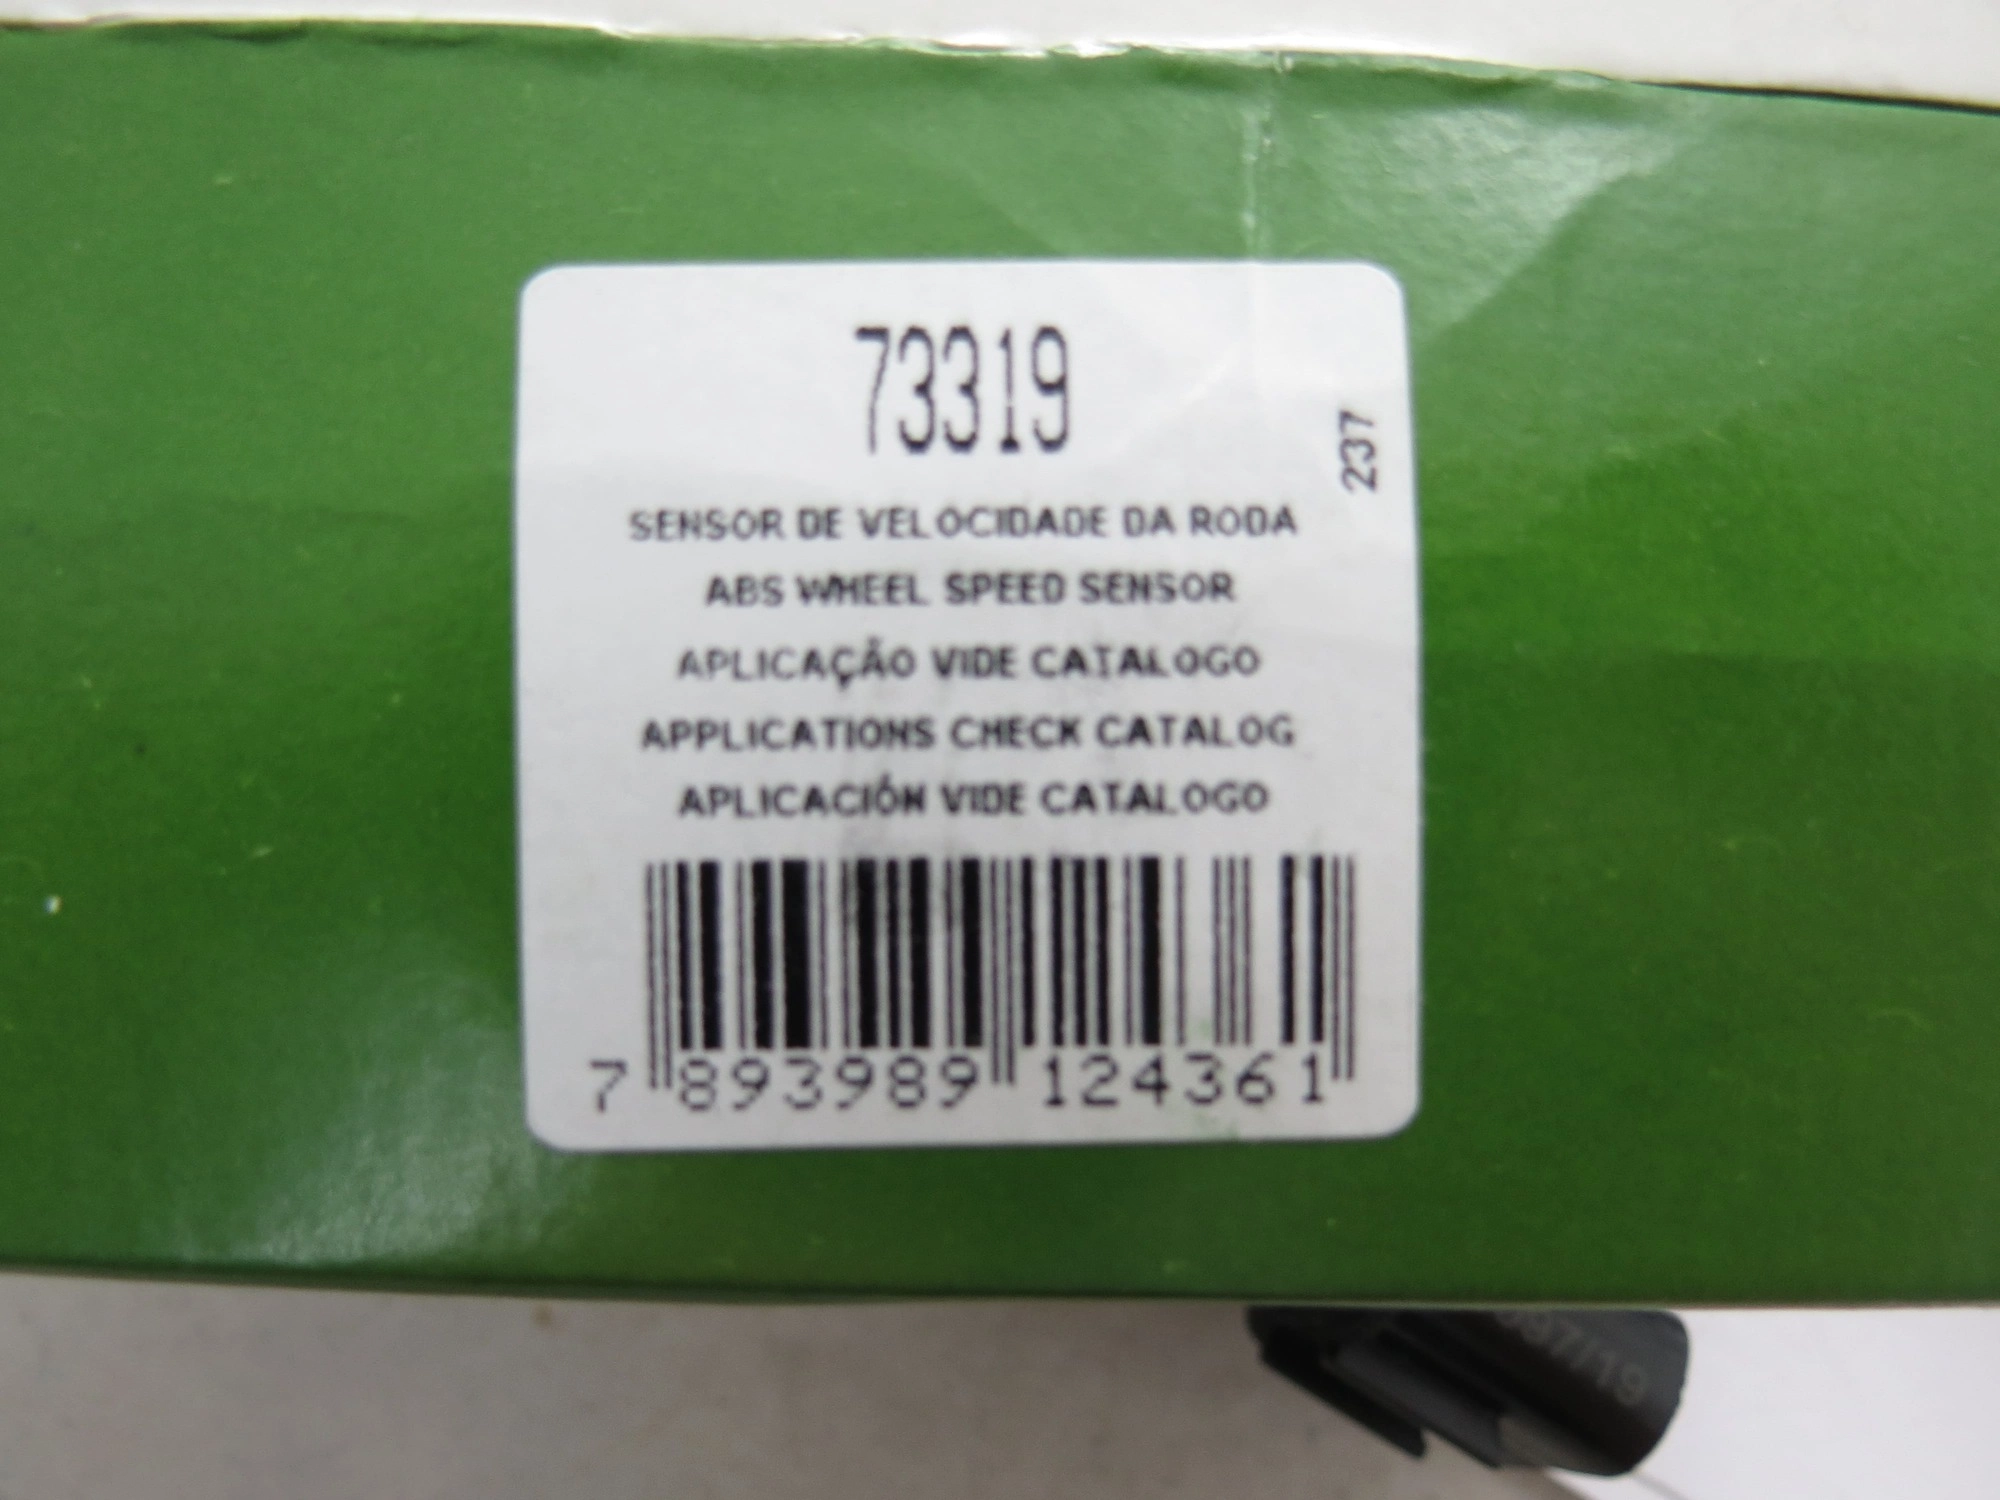 73319
237
SENSOR DE VELOCIDADE DA RODA
ABS WHEEL SPEED SENSOR
APLICAÇÃO VIDE CATALOGO
APPLICATIONS CHECK CATALOG
APLICACIÓN VIDE CATALOGO
7 893989 124361